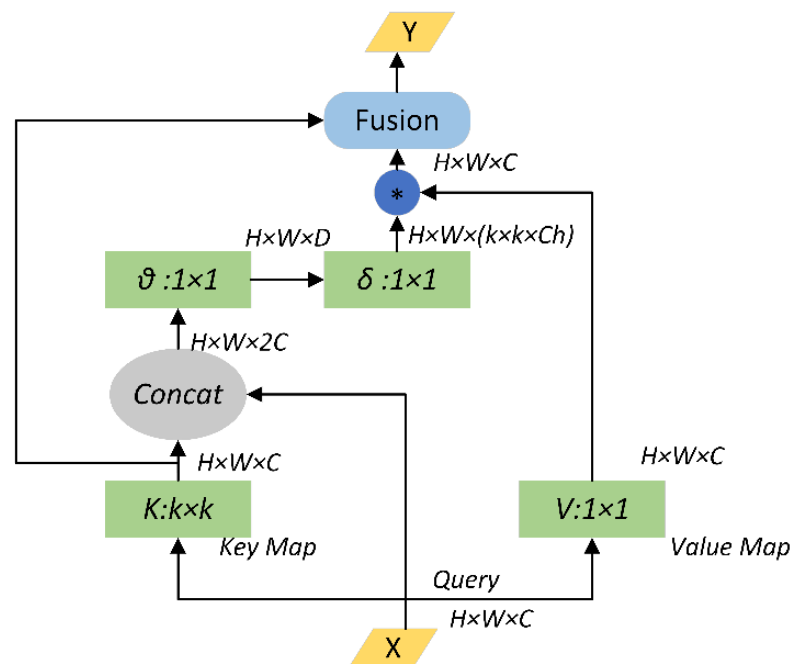 Y
Fusion
H×W×C
*
H×W×D
H×W×(k×k×Ch)
ϑ :1×1
δ :1×1
H×W×2C
Concat
H×W×C
H×W×C
K:k×k
V:1×1
Key Map
Value Map
Query
H×W×C
X